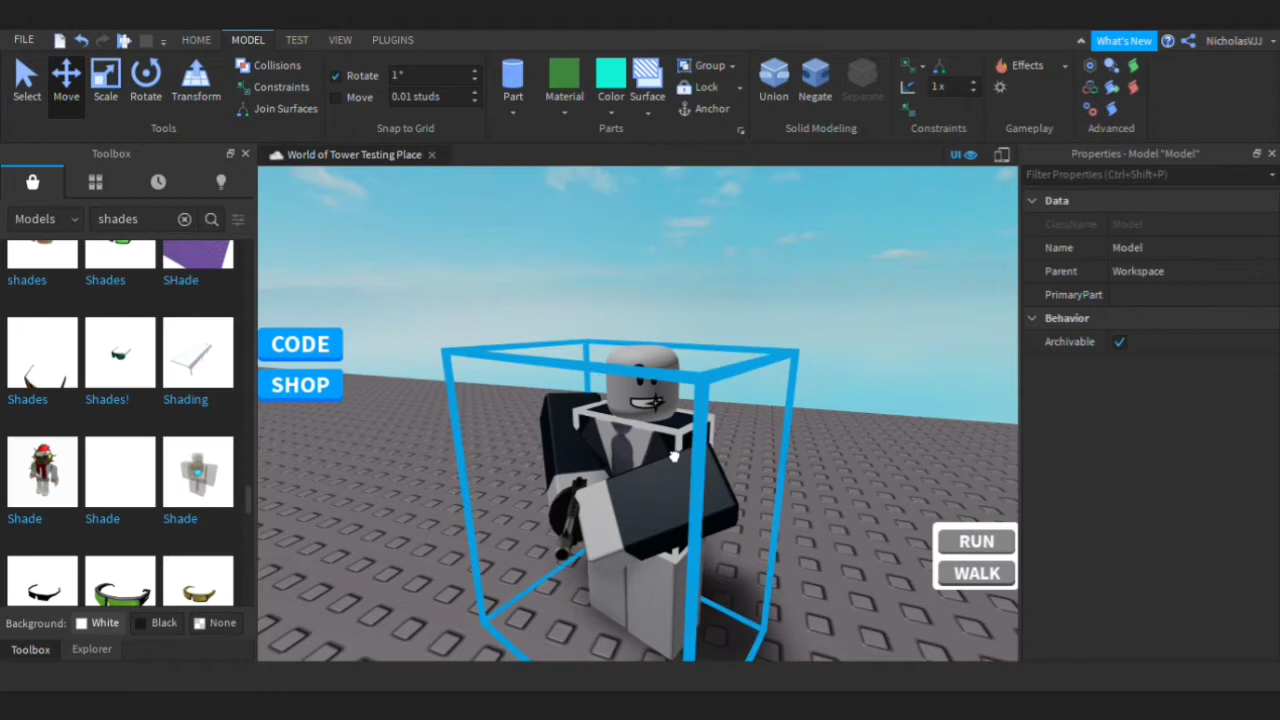 FILE HOME MODEL TEST VIEW PLUGINS What's New NicholasVJJ
Select Move Scale Rotate Transform
Collisions
Constraints
Join Surfaces
Tools
Rotate 1°
Move 0.01 studs
Snap to Grid
Part Material Color Surface
Group
Lock
Anchor
Parts
Union Negate Separate
Solid Modeling
1 x
Constraints
Effects
Gameplay
Advanced
Toolbox
World of Tower Testing Place
UI
Properties - Model "Model"
Filter Properties (Ctrl+Shift+P)
Models shades
shades Shades SHade
Shades Shades! Shading
Shade Shade Shade
Background: White Black None
Toolbox Explorer
CODE
SHOP
RUN
WALK
Data
ClassName Model
Name Model
Parent Workspace
PrimaryPart
Behavior
Archivable